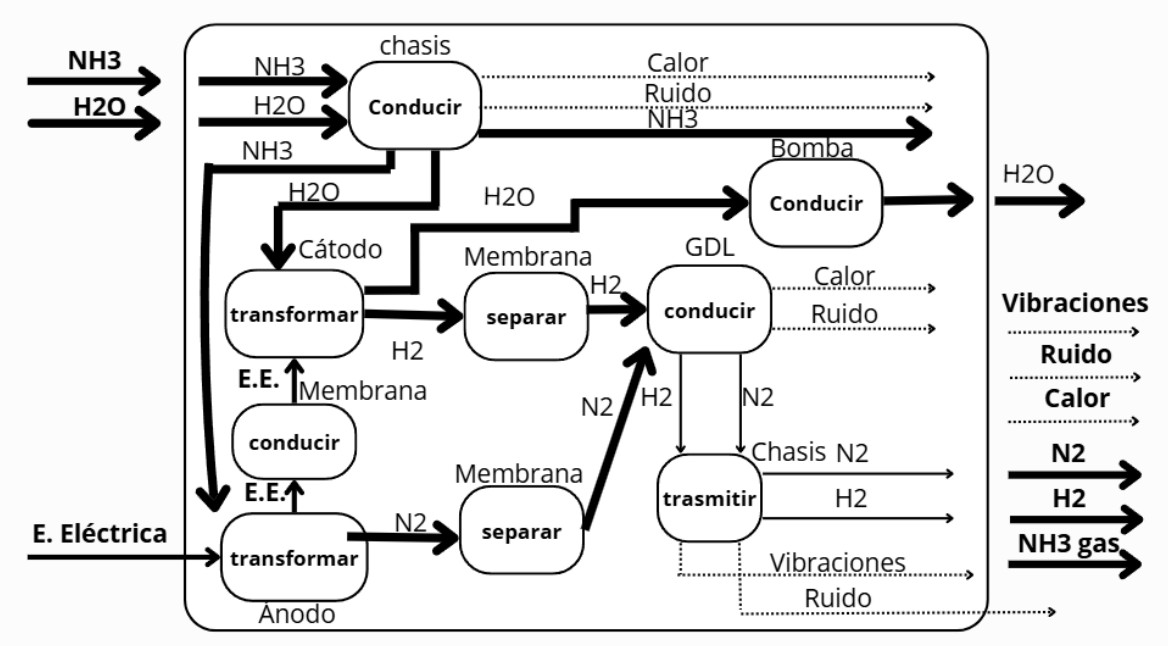 chasis
NH3
NH3
Calor
H2O
H2O
Conducir
Ruido
NH3
NH3
Bomba
H2O
H2O
H2O
Conducir
Cátodo
Membrana
GDL
H2
Calor
transformar
separar
conducir
Ruido
Vibraciones
H2
Ruido
E.E.
Membrana
N2
H2
N2
Calor
conducir
Chasis
N2
N2
Membrana
E.E.
trasmitir
H2
H2
E. Eléctrica
N2
separar
NH3 gas
transformar
Vibraciones
Ánodo
Ruido